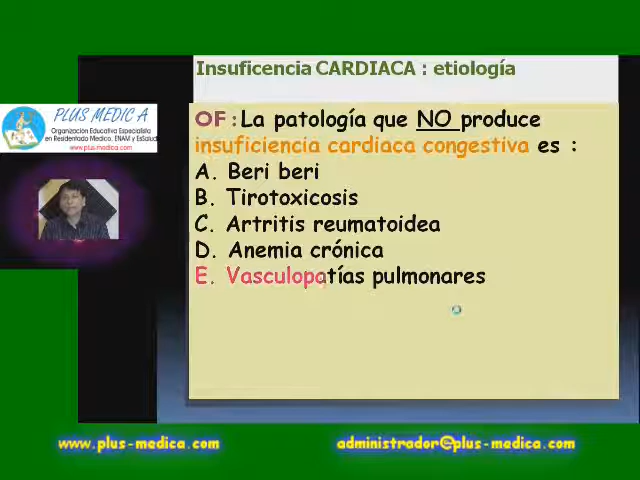 Insuficencia CARDIACA : etiología
PLUS MEDIC A
Organización Educativa Especialista
en Residentado Medico, ENAM y EsSalud
www.plus-medica.com
OF : La patología que NO produce
insuficiencia cardiaca congestiva es :
A. Beri beri
B. Tirotoxicosis
C. Artritis reumatoidea
D. Anemia crónica
E. Vasculopatías pulmonares
www.plus-medica.com
administrador@plus-medica.com